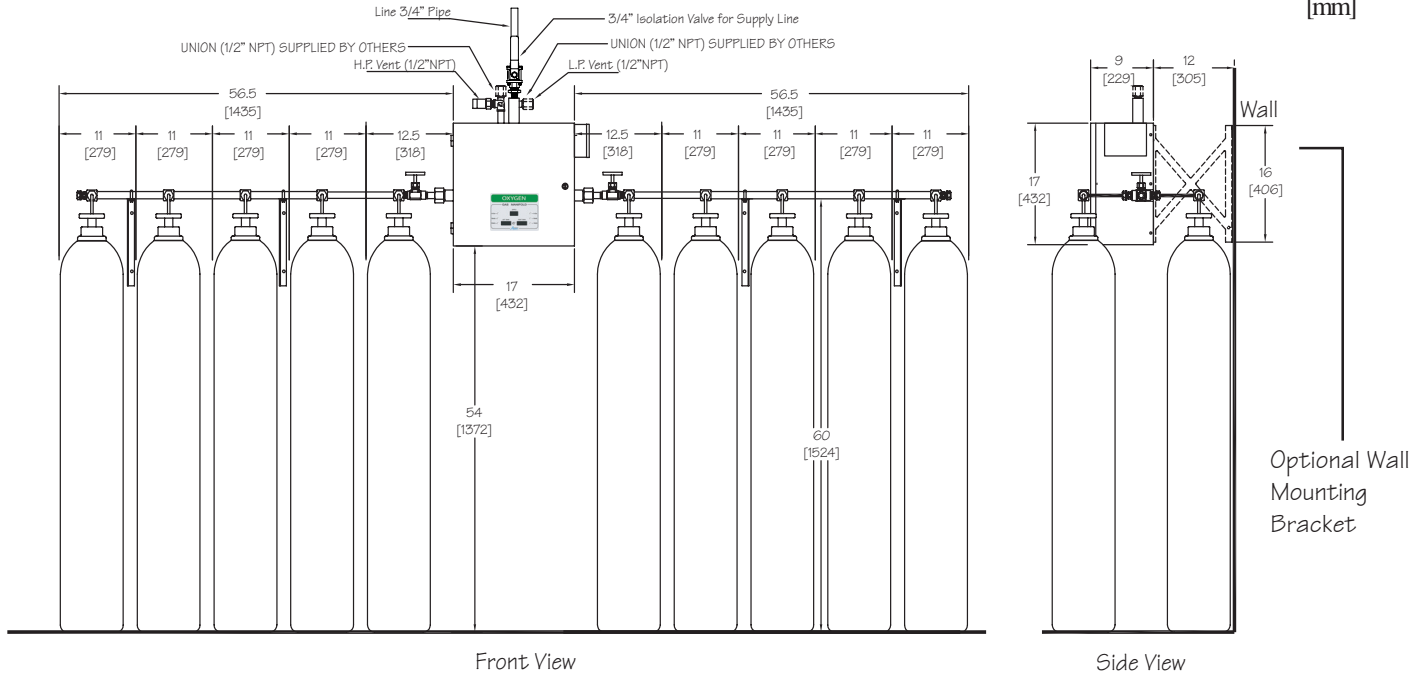 [mm]
Line 3/4" Pipe
3/4" Isolation Valve for Supply Line
UNION (1/2" NPT) SUPPLIED BY OTHERS
UNION (1/2" NPT) SUPPLIED BY OTHERS
H.P. Vent (1/2"NPT)
L.P. Vent (1/2"NPT)
56.5
[1435]
56.5
[1435]
9
[229]
12
[305]
Wall
11
[279]
11
[279]
11
[279]
11
[279]
12.5
[318]
12.5
[318]
11
[279]
11
[279]
11
[279]
11
[279]
17
[432]
16
[406]
OXYGEN
17
[432]
54
[1372]
60
[1524]
Optional Wall
Mounting
Bracket
Front View
Side View